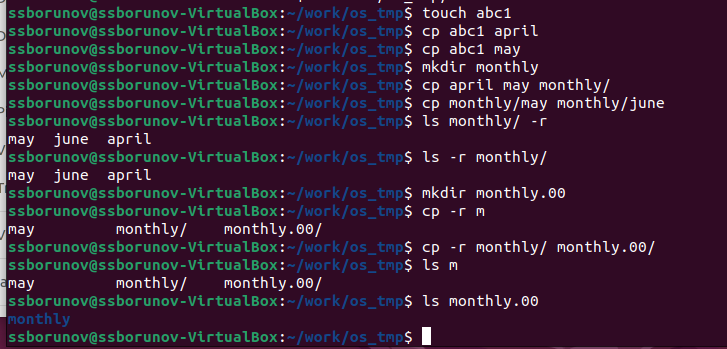 ssborunov@ssborunov-VirtualBox:~/work/os_tmp$ touch abc1
ssborunov@ssborunov-VirtualBox:~/work/os_tmp$ cp abc1 april
ssborunov@ssborunov-VirtualBox:~/work/os_tmp$ cp abc1 may
ssborunov@ssborunov-VirtualBox:~/work/os_tmp$ mkdir monthly
ssborunov@ssborunov-VirtualBox:~/work/os_tmp$ cp april may monthly/
ssborunov@ssborunov-VirtualBox:~/work/os_tmp$ cp monthly/may monthly/june
ssborunov@ssborunov-VirtualBox:~/work/os_tmp$ ls monthly/ -r
may  june  april
ssborunov@ssborunov-VirtualBox:~/work/os_tmp$ ls -r monthly/
may  june  april
ssborunov@ssborunov-VirtualBox:~/work/os_tmp$ mkdir monthly.00
ssborunov@ssborunov-VirtualBox:~/work/os_tmp$ cp -r m
may         monthly/    monthly.00/
ssborunov@ssborunov-VirtualBox:~/work/os_tmp$ cp -r monthly/ monthly.00/
ssborunov@ssborunov-VirtualBox:~/work/os_tmp$ ls m
may         monthly/    monthly.00/
ssborunov@ssborunov-VirtualBox:~/work/os_tmp$ ls monthly.00
monthly
ssborunov@ssborunov-VirtualBox:~/work/os_tmp$